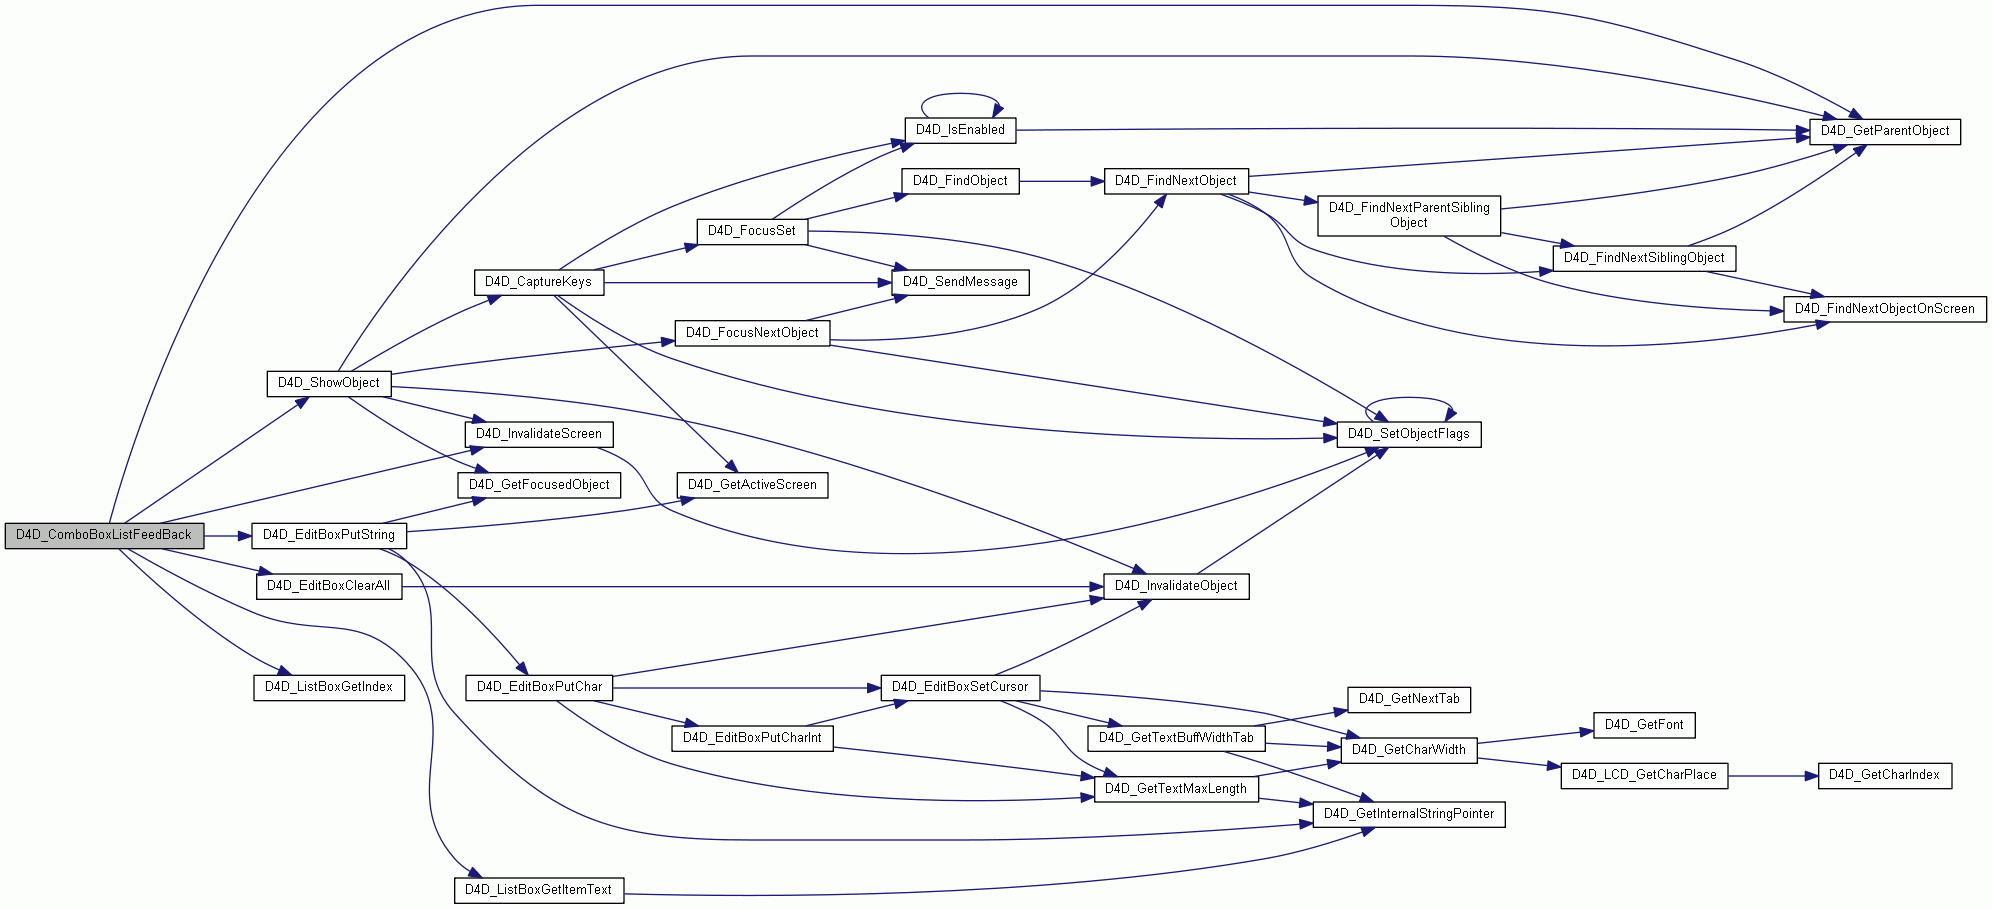 D4D_IsEnabled
D4D_GetParentObject
D4D_FindObject
D4D_FindNextObject
D4D_FindNextParentSibling
Object
D4D_FocusSet
D4D_FindNextSiblingObject
D4D_CaptureKeys
D4D_SendMessage
D4D_FindNextObjectOnScreen
D4D_FocusNextObject
D4D_ShowObject
D4D_InvalidateScreen
D4D_SetObjectFlags
D4D_GetFocusedObject
D4D_GetActiveScreen
D4D_ComboBoxListFeedBack
D4D_EditBoxPutString
D4D_EditBoxClearAll
D4D_InvalidateObject
D4D_ListBoxGetIndex
D4D_EditBoxPutChar
D4D_EditBoxSetCursor
D4D_GetNextTab
D4D_GetFont
D4D_EditBoxPutCharInt
D4D_GetTextBuffWidthTab
D4D_GetCharWidth
D4D_LCD_GetCharPlace
D4D_GetCharIndex
D4D_GetTextMaxLength
D4D_GetInternalStringPointer
D4D_ListBoxGetItemText